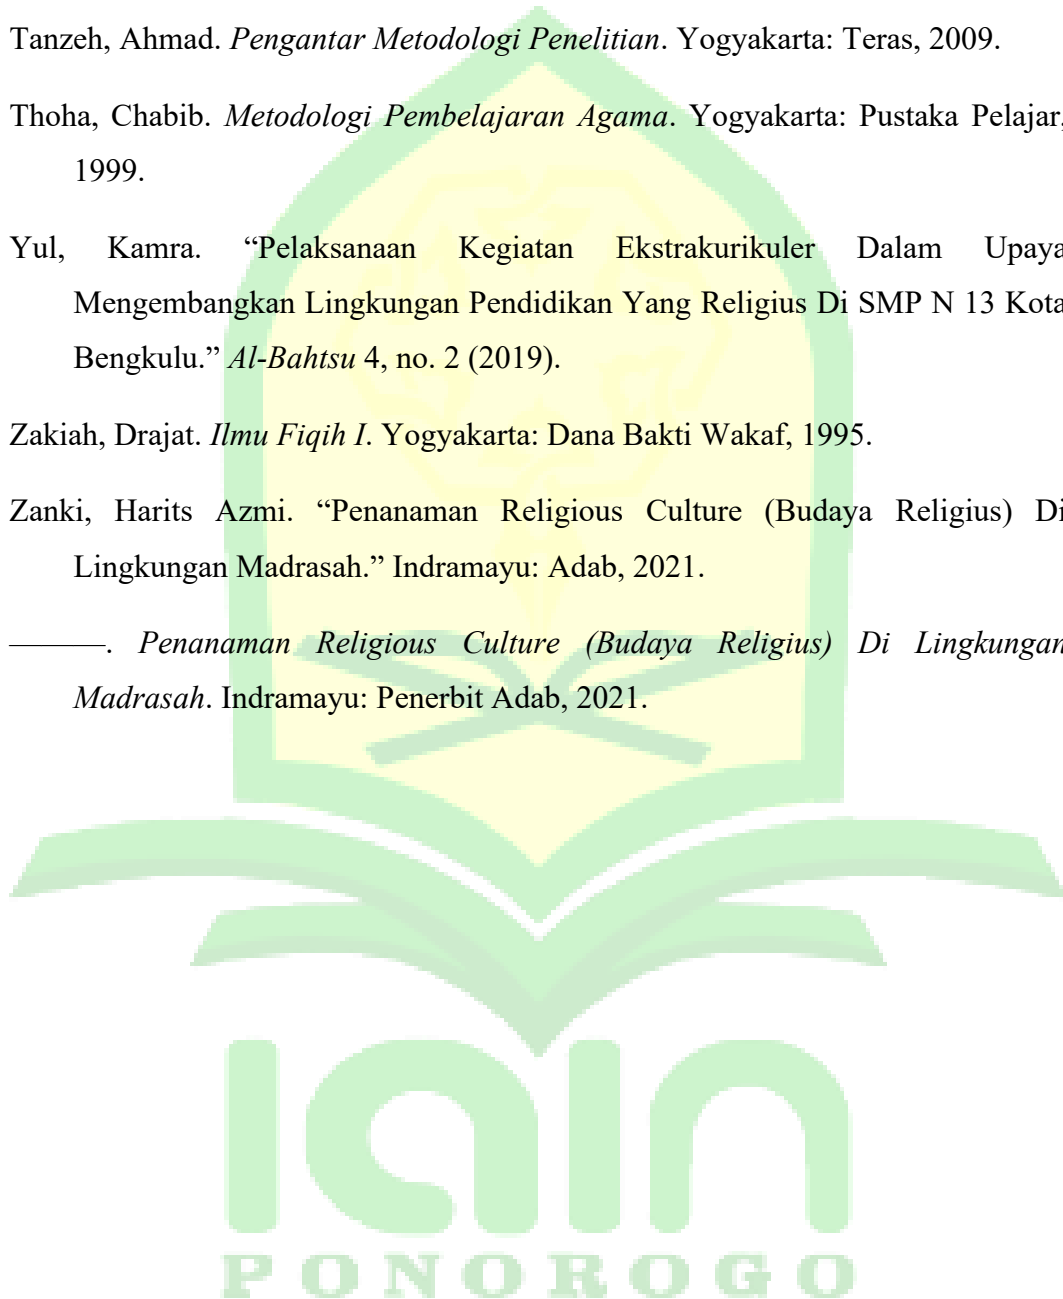 Tanzeh, Ahmad. Pengantar Metodologi Penelitian. Yogyakarta: Teras, 2009.
Thoha, Chabib. Metodologi Pembelajaran Agama. Yogyakarta: Pustaka Pelajar,
1999.
Yul, Kamra. “Pelaksanaan Kegiatan Ekstrakurikuler Dalam Upaya
Mengembangkan Lingkungan Pendidikan Yang Religius Di SMP N 13 Kota
Bengkulu.” Al-Bahtsu 4, no. 2 (2019).
Zakiah, Drajat. Ilmu Fiqih I. Yogyakarta: Dana Bakti Wakaf, 1995.
Zanki, Harits Azmi. “Penanaman Religious Culture (Budaya Religius) Di
Lingkungan Madrasah.” Indramayu: Adab, 2021.
———. Penanaman Religious Culture (Budaya Religius) Di Lingkungan
Madrasah. Indramayu: Penerbit Adab, 2021.
iain
PONOROGO